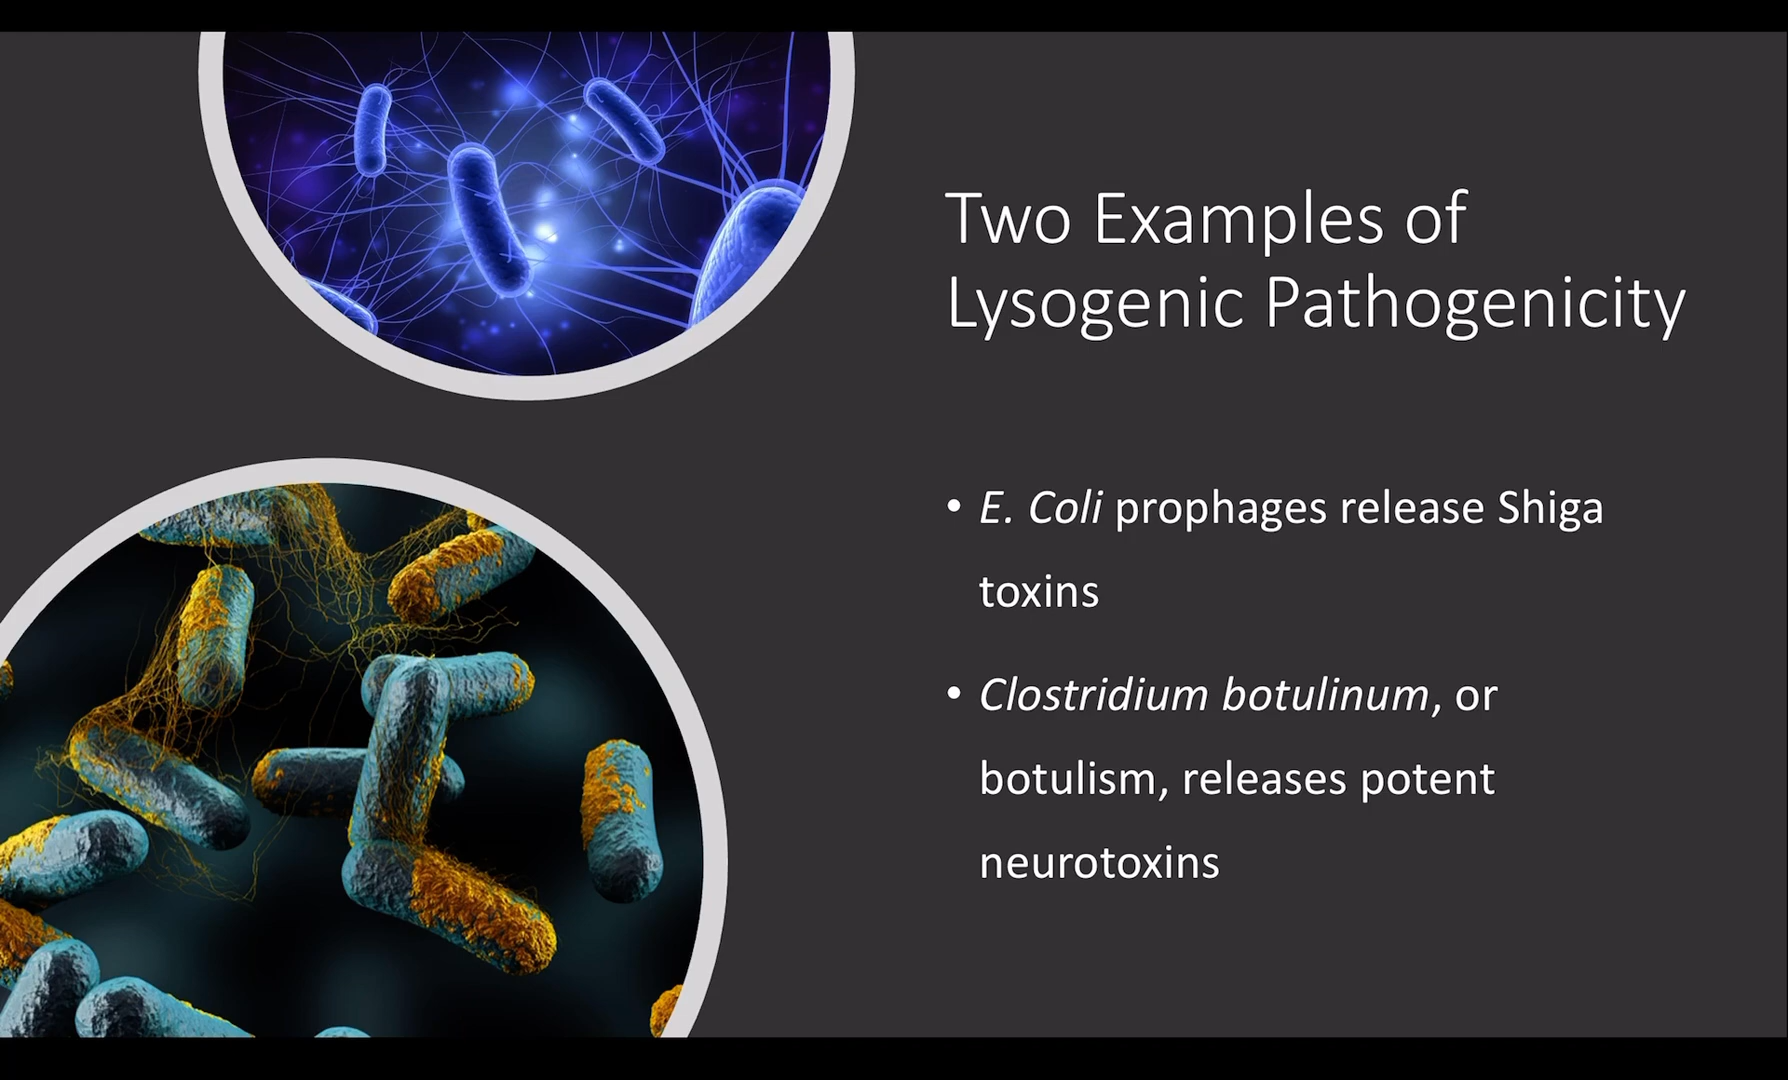 Two Examples of
Lysogenic Pathogenicity
• E. Coli prophages release Shiga
toxins
• Clostridium botulinum, or
botulism, releases potent
neurotoxins